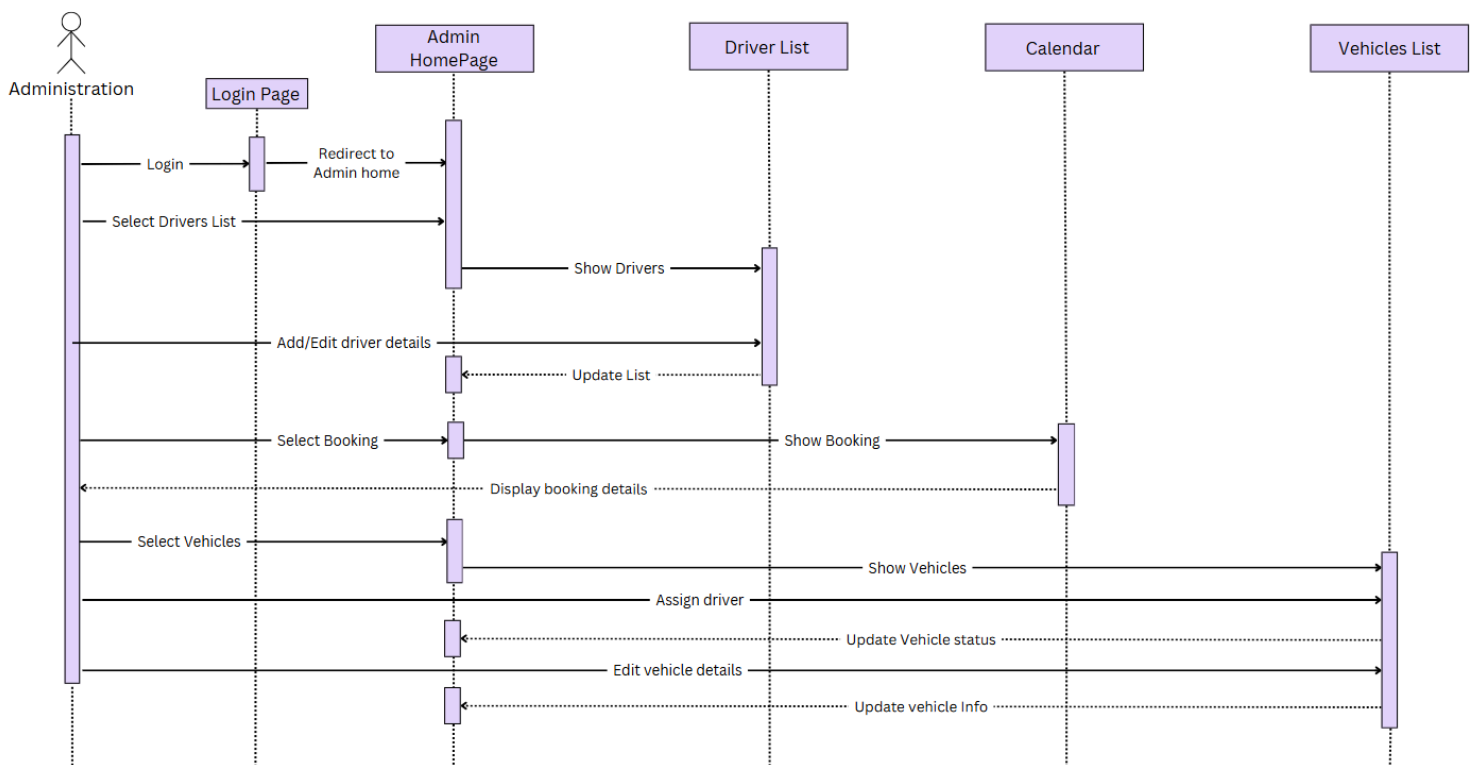 Administration
Login Page
Admin
HomePage
Driver List
Calendar
Vehicles List
Login
Redirect to
Admin home
Select Drivers List
Show Drivers
Add/Edit driver details
Update List
Select Booking
Show Booking
Display booking details
Select Vehicles
Show Vehicles
Assign driver
Update Vehicle status
Edit vehicle details
Update vehicle Info